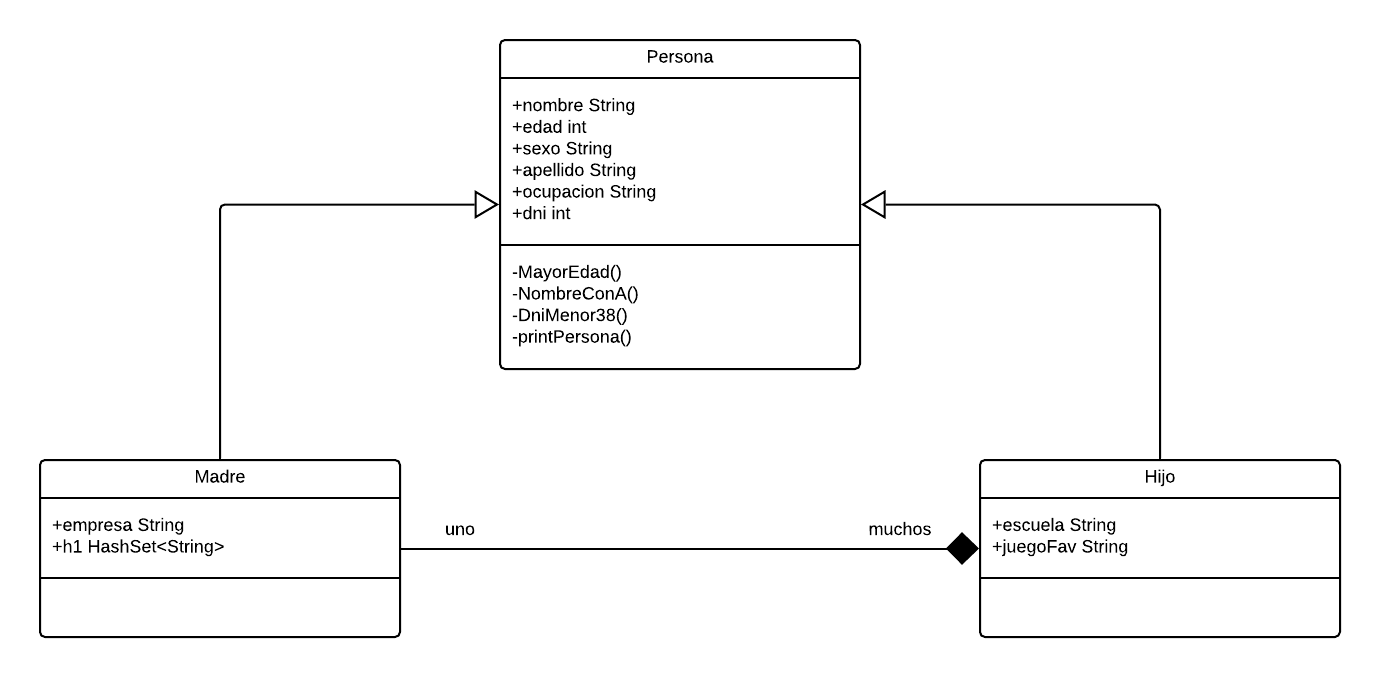 Persona
+nombre String
+edad int
+sexo String
+apellido String
+ocupacion String
+dni int
-MayorEdad()
-NombreConA()
-DniMenor38()
-printPersona()
Madre
+empresa String
+h1 HashSet<String>
uno
muchos
Hijo
+escuela String
+juegoFav String